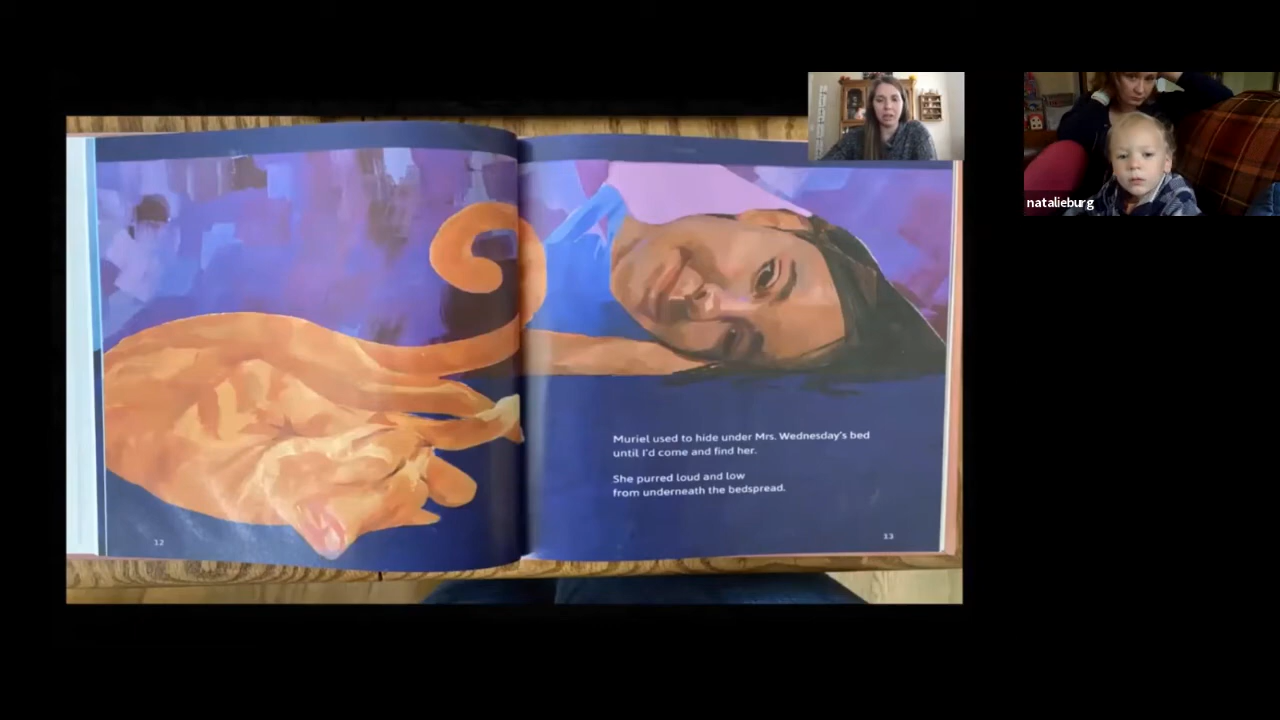 natalieburg
Muriel used to hide under Mrs. Wednesday's bed
until I'd come and find her.
She purred loud and low
from underneath the bedspread.
12
13